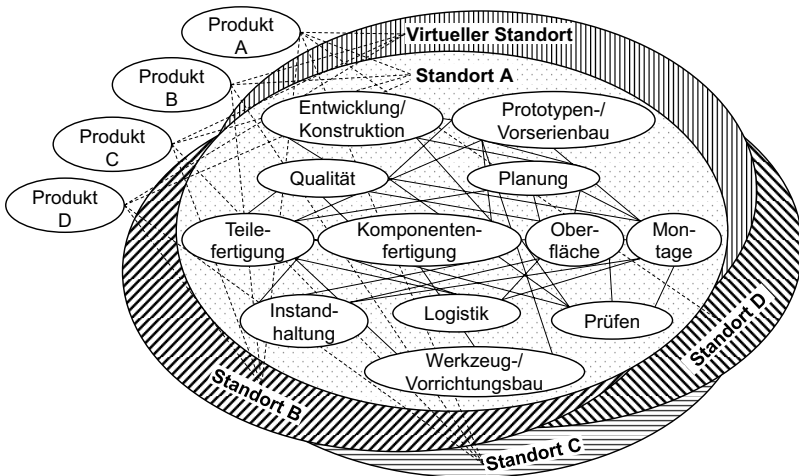 Produkt
A
Virtueller Standort
Produkt
B
Standort A
Entwicklung/
Konstruktion
Prototypen-/
Vorserienbau
Produkt
C
Qualität
Planung
Produkt
D
Teile-
fertigung
Komponenten-
fertigung
Ober-
fläche
Mon-
tage
Instand-
haltung
Logistik
Prüfen
Standort D
Werkzeug-/
Vorrichtungsbau
Standort B
Standort C